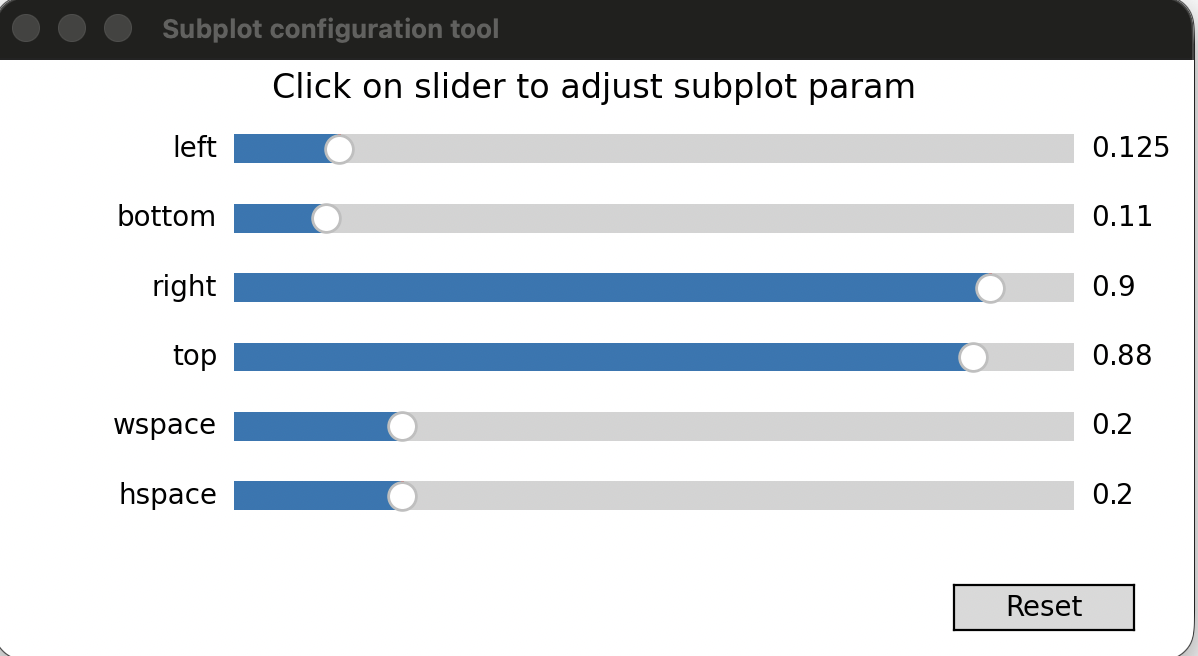 Subplot configuration tool
Click on slider to adjust subplot param
left 0.125
bottom 0.11
right 0.9
top 0.88
wspace 0.2
hspace 0.2
Reset